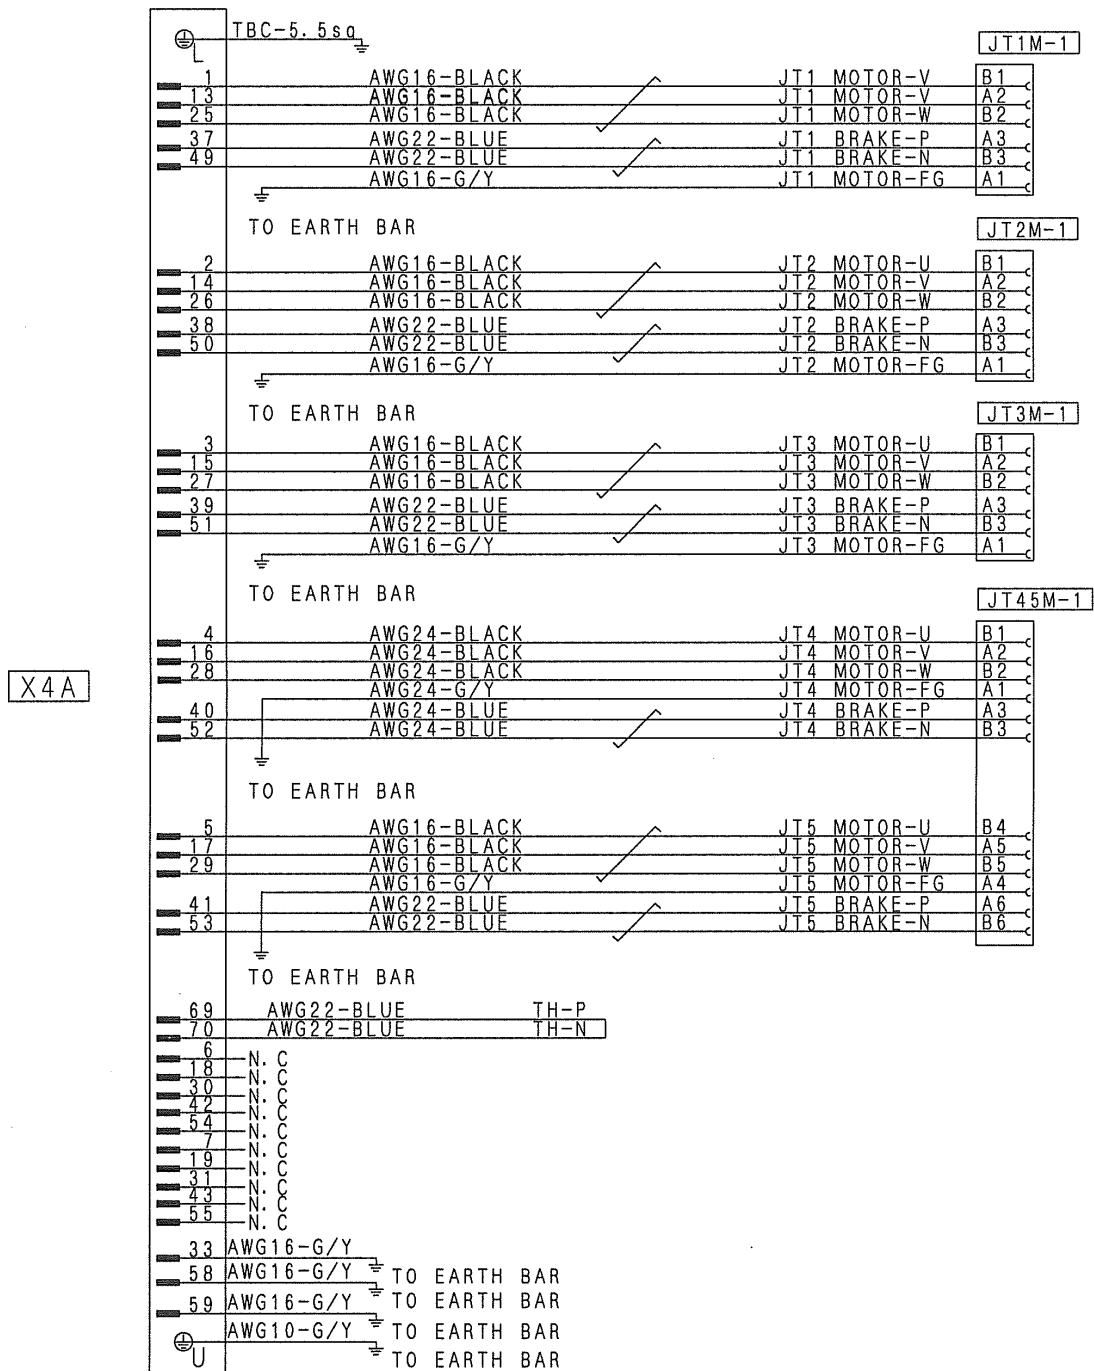 TBC-5.5sq
L
JT1M-1
1 AWG16-BLACK JT1 MOTOR-V B1
13 AWG16-BLACK JT1 MOTOR-V A2
25 AWG16-BLACK JT1 MOTOR-W B2
37 AWG22-BLUE JT1 BRAKE-P A3
49 AWG22-BLUE JT1 BRAKE-N B3
AWG16-G/Y JT1 MOTOR-FG A1
TO EARTH BAR
JT2M-1
2 AWG16-BLACK JT2 MOTOR-U B1
14 AWG16-BLACK JT2 MOTOR-V A2
26 AWG16-BLACK JT2 MOTOR-W B2
38 AWG22-BLUE JT2 BRAKE-P A3
50 AWG22-BLUE JT2 BRAKE-N B3
AWG16-G/Y JT2 MOTOR-FG A1
TO EARTH BAR
JT3M-1
3 AWG16-BLACK JT3 MOTOR-U B1
15 AWG16-BLACK JT3 MOTOR-V A2
27 AWG16-BLACK JT3 MOTOR-W B2
39 AWG22-BLUE JT3 BRAKE-P A3
51 AWG22-BLUE JT3 BRAKE-N B3
AWG16-G/Y JT3 MOTOR-FG A1
TO EARTH BAR
JT45M-1
4 AWG24-BLACK JT4 MOTOR-U B1
16 AWG24-BLACK JT4 MOTOR-V A2
28 AWG24-BLACK JT4 MOTOR-W B2
X4A
AWG24-G/Y JT4 MOTOR-FG A1
40 AWG24-BLUE JT4 BRAKE-P A3
52 AWG24-BLUE JT4 BRAKE-N B3
TO EARTH BAR
5 AWG16-BLACK JT5 MOTOR-U B4
17 AWG16-BLACK JT5 MOTOR-V A5
29 AWG16-BLACK JT5 MOTOR-W B5
AWG16-G/Y JT5 MOTOR-FG A4
41 AWG22-BLUE JT5 BRAKE-P A6
53 AWG22-BLUE JT5 BRAKE-N B6
TO EARTH BAR
69 AWG22-BLUE TH-P
70 AWG22-BLUE TH-N
6 N.C
18 N.C
30 N.C
42 N.C
54 N.C
7 N.C
19 N.C
31 N.C
43 N.C
55 N.C
33 AWG16-G/Y TO EARTH BAR
58 AWG16-G/Y TO EARTH BAR
59 AWG16-G/Y TO EARTH BAR
U AWG10-G/Y TO EARTH BAR